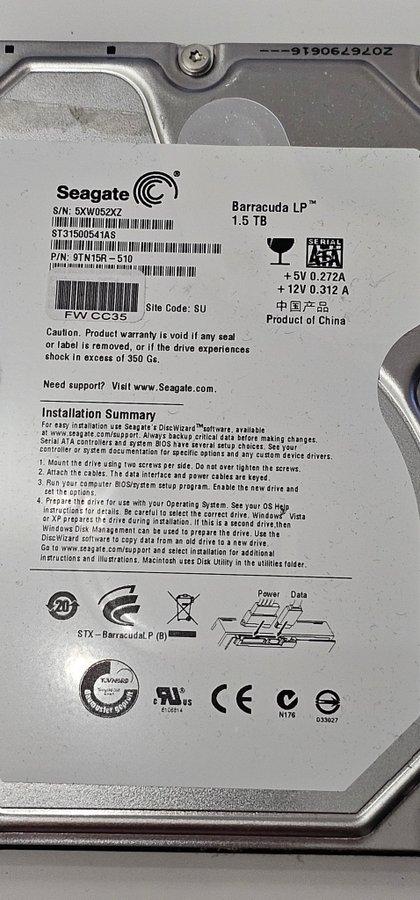 Z076790616---
Seagate
S/N: 5XW052XZ
ST31500541AS
P/N: 9TN15R-510
FW CC35
Site Code: SU
Barracuda LP™
1.5 TB
SERIAL
ATA
+5V 0.272A
+12V 0.312 A
中国产品
Product of China
Caution. Product warranty is void if any seal
or label is removed, or if the drive experiences
shock in excess of 350 Gs.
Need support? Visit www.Seagate.com.
Installation Summary
For easy installation use Seagate's DiscWizard™software, available
at www.seagate.com/support. Always backup critical data before making changes.
Serial ATA controllers and system BIOS have several setup choices. See your
controller or system documentation for specific options and any custom device drivers.
1. Mount the drive using two screws per side. Do not over tighten the screws.
2. Attach the cables. The data interface and power cables are keyed.
3. Run your computer BIOS/system setup program. Enable the new drive and
set the options.
4. Prepare the drive for use with your Operating System. See your OS Help
instructions for details. Be careful to select the correct drive. Windows Vista
or XP prepares the drive during installation. If this is a second drive,then
Windows Disk Management can be used to prepare the drive. Use the
DiscWizard software to copy data from an old drive to a new drive.
Go to www.seagate.com/support and select installation for additional
instructions and illustrations. Macintosh uses Disk Utility in the utilities folder.
20
STX-BarracudaLP (B)
Power Data
TÜV NORD
c RU us
E106814
CE
N176
D33027